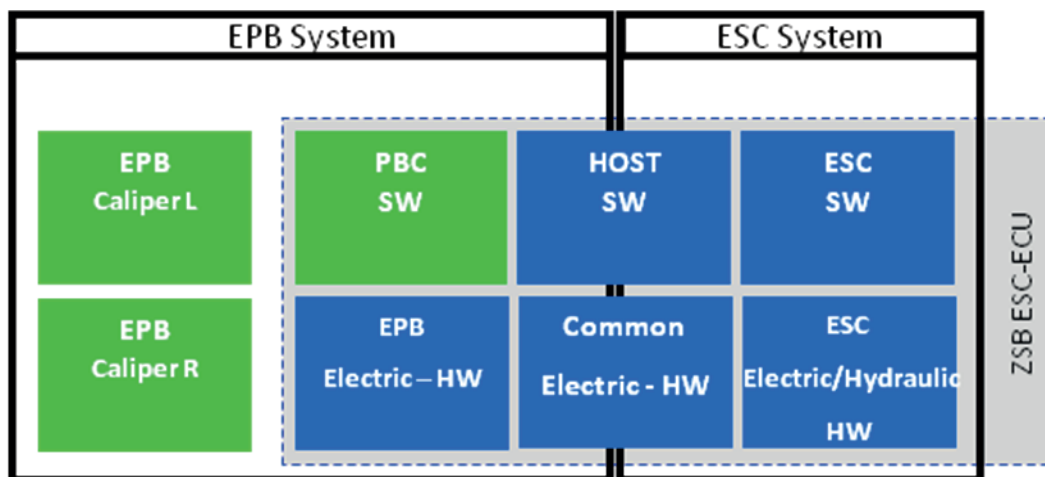 EPB System
ESC System
EPB
Caliper L
PBC
SW
HOST
SW
ESC
SW
EPB
Caliper R
EPB
Electric – HW
Common
Electric - HW
ESC
Electric/Hydraulic
HW
ZSB ESC-ECU